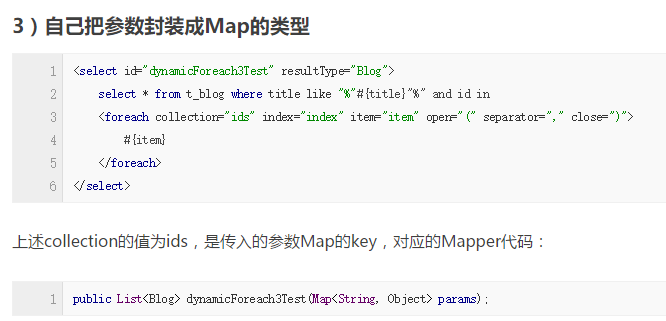 3）自己把参数封装成Map的类型
1 <select id="dynamicForeach3Test" resultType="Blog">
2     select * from t_blog where title like "%"#{title}"%" and id in
3     <foreach collection="ids" index="index" item="item" open="(" separator="," close=")">
4         #{item}
5     </foreach>
6 </select>
上述collection的值为ids，是传入的参数Map的key，对应的Mapper代码：
1 public List<Blog> dynamicForeach3Test(Map<String, Object> params);